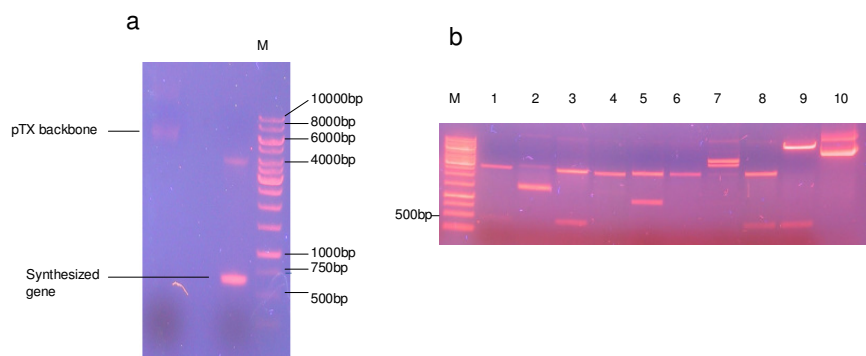 a
M
10000bp
8000bp
pTX backbone
6000bp
4000bp
1000bp
750bp
Synthesized
gene
500bp
b
M 1 2 3 4 5 6 7 8 9 10
500bp